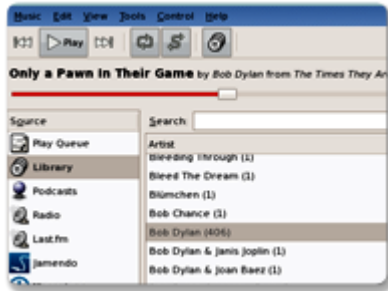 Music Edit View Tools Control Help
Play
Only a Pawn In Their Game by Bob Dylan from The Times They Ar
Source
Search:
Play Queue
Artist
Library
Bleeding Through (1)
Podcasts
Bleed The Dream (1)
Radio
Blümchen (1)
Last.fm
Bob Chance (1)
Jamendo
Bob Dylan (406)
Bob Dylan & Janis Joplin (1)
Bob Dylan & Joan Baez (1)